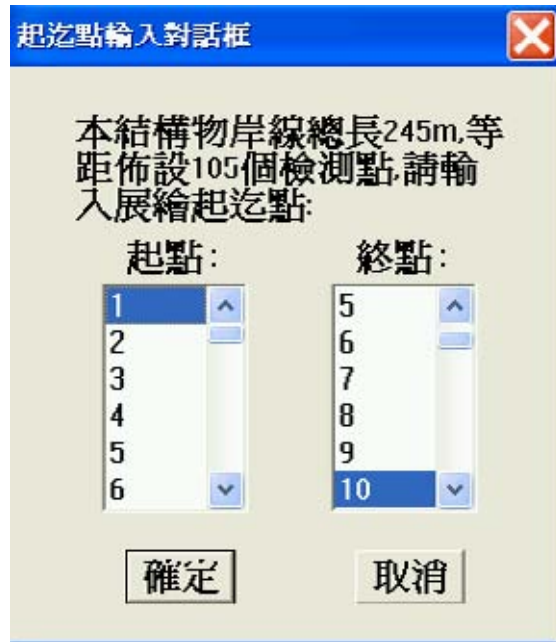 起迄點輸入對話框
本結構物岸線總長245m,等
距佈設105個檢測點,請輸
入展繪起迄點:
起點: 終點:
1 5
2 6
3 7
4 8
5 9
6 10
確定 取消